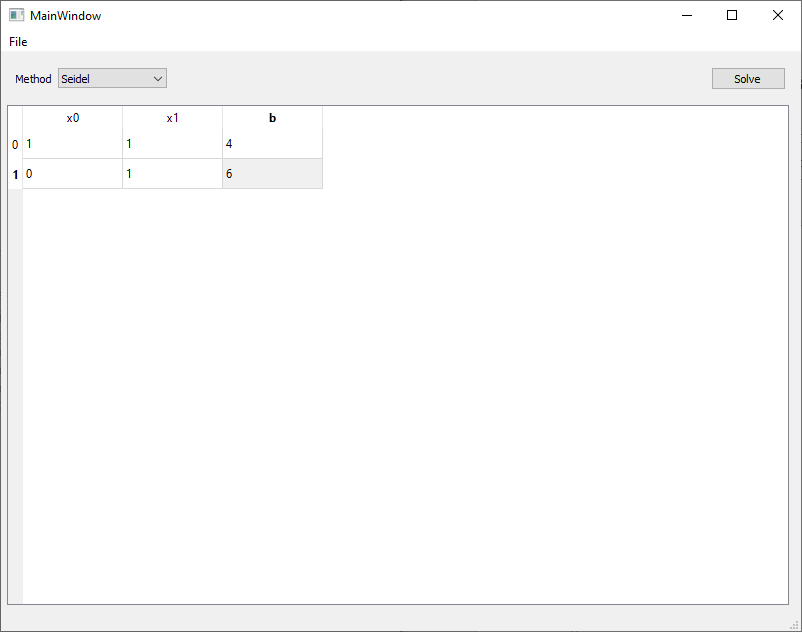 MainWindow
File
Method Seidel Solve
x0 x1 b
0 1 1 4
1 0 1 6